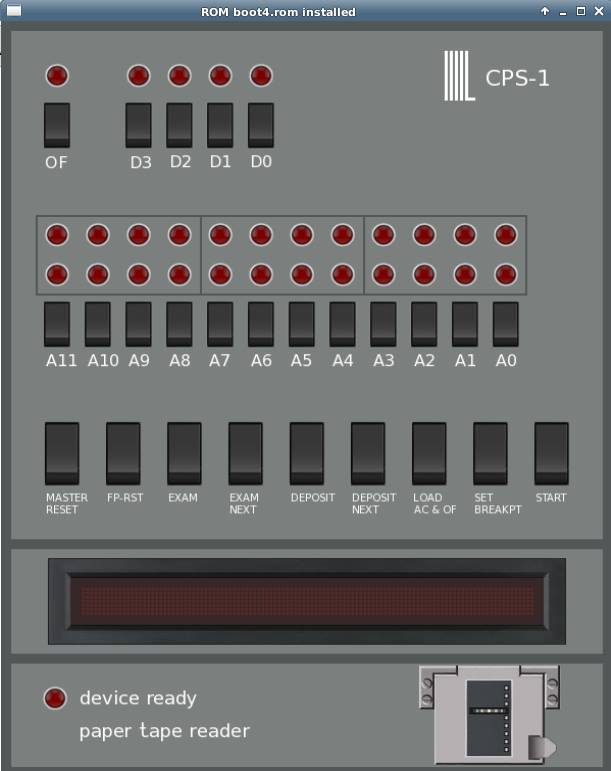 ROM boot4.rom installed
CPS-1
OF D3 D2 D1 D0
A11 A10 A9 A8 A7 A6 A5 A4 A3 A2 A1 A0
MASTER RESET
FP-RST
EXAM
EXAM NEXT
DEPOSIT
DEPOSIT NEXT
LOAD AC & OF
SET BREAKPT
START
device ready
paper tape reader